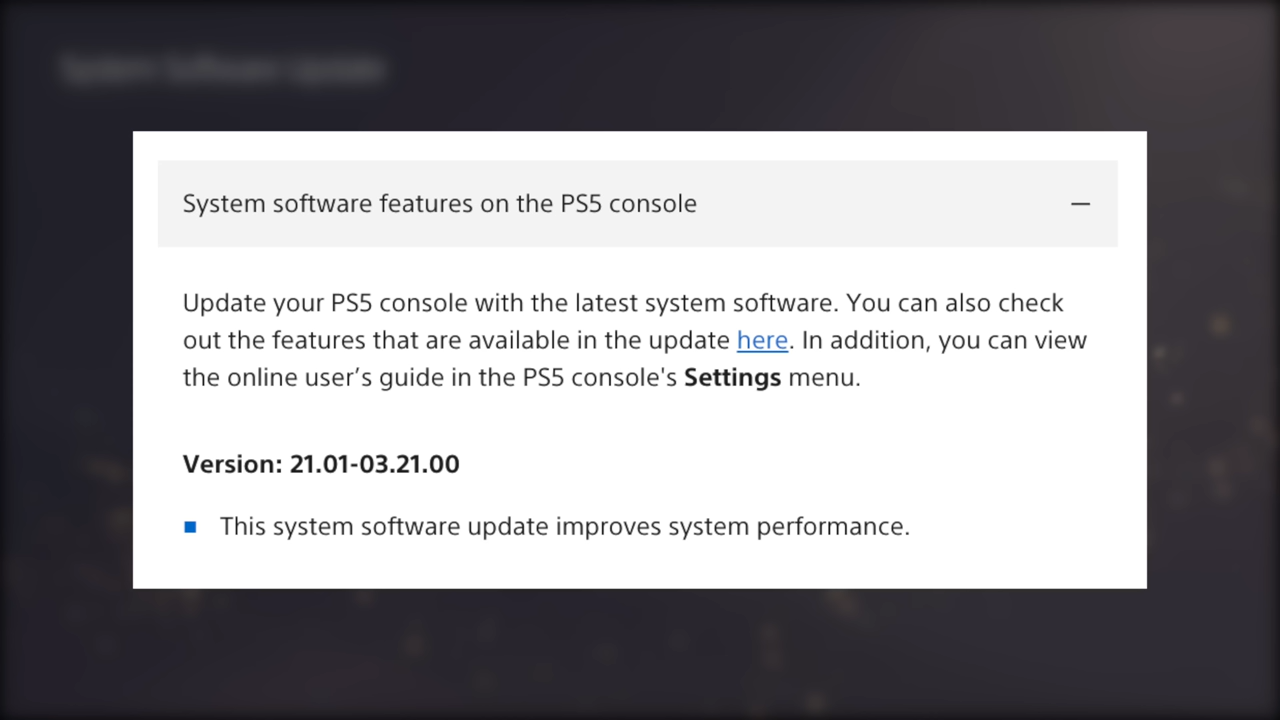 System Software Update
System software features on the PS5 console
Update your PS5 console with the latest system software. You can also check
out the features that are available in the update here. In addition, you can view
the online user’s guide in the PS5 console's Settings menu.
Version: 21.01-03.21.00
This system software update improves system performance.